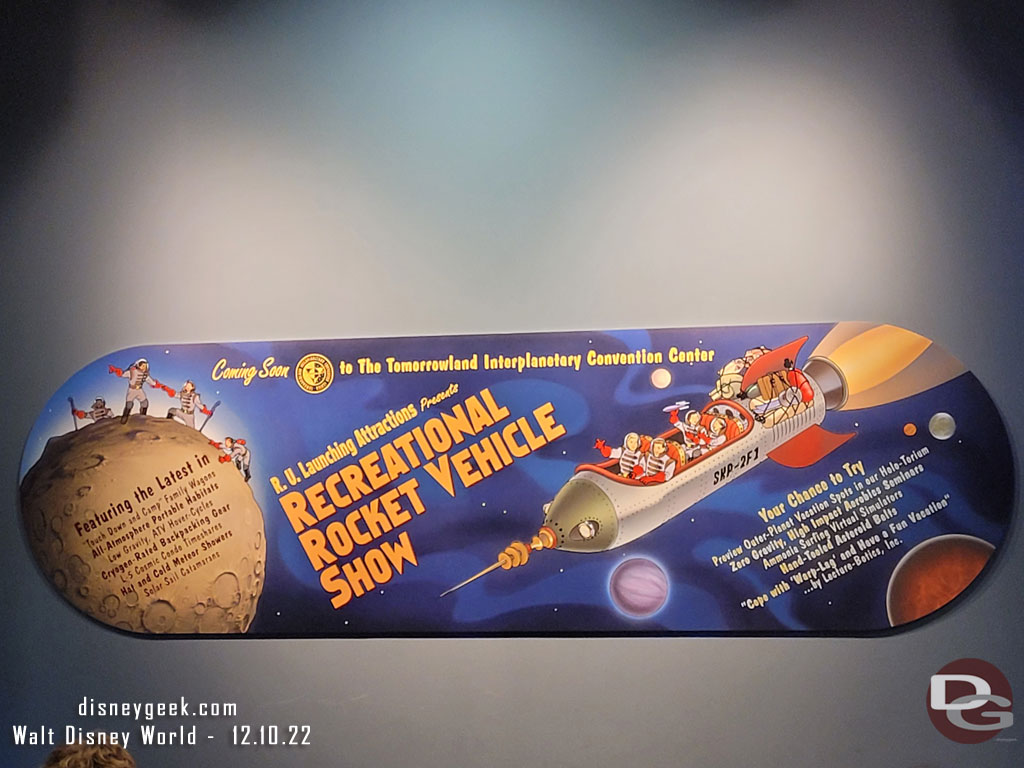 Coming Soon to The Tomorrowland Interplanetary Convention Center
R. U. Launching Attractions Presents
RECREATIONAL
ROCKET VEHICLE
SHOW
Featuring the Latest in
"Touch Down and Camp" Family Wagons
All-Atmosphere Portable Habitats
Low Gravity, ATV Hover-Cycles
Cryogen-Rated Backpacking Gear
L5 Cosmic Condo Timeshares
Hot and Cold Meteor Showers
Solar Sail Catamarans
SKP-2F1
Your Chance to Try
Preview Outer-Planet Vacation Spots in our Holo-Torium
Zero Gravity, High Impact Aerobics Seminars
Ammonia Surfing Virtual Simulators
Hand-Tooled Asteroid Belts
"Cope with Warp-Lag and Have a Fun Vacation"
...by Lecture-Botics, Inc.
disneygeek.com
Walt Disney World - 12.10.22
DG